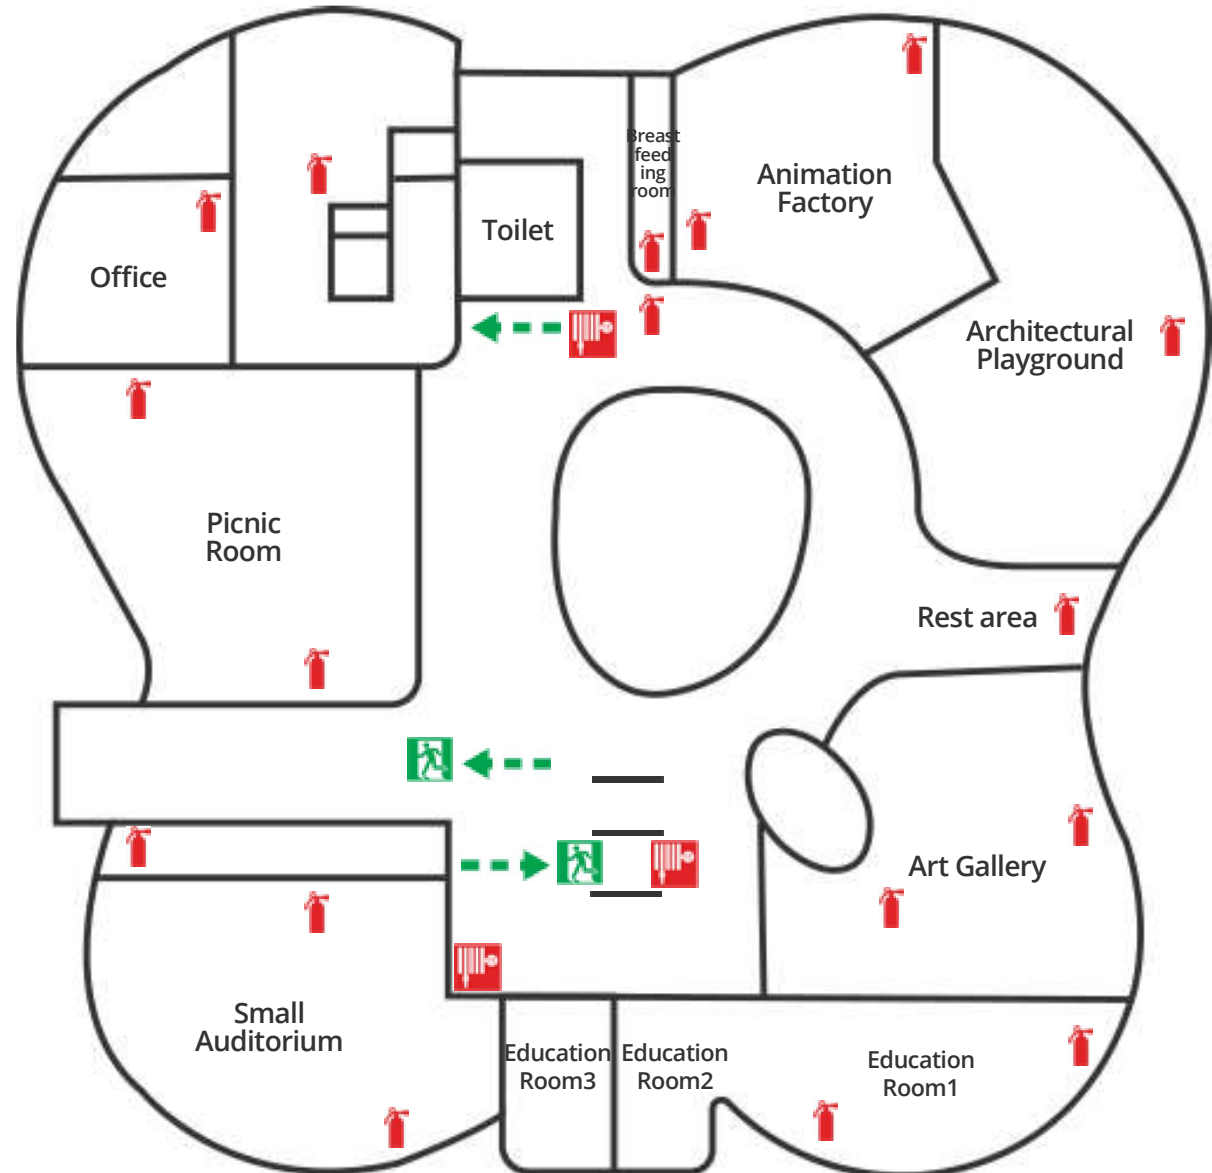 Breast
feed
ing
room
Animation
Factory
Toilet
Office
Architectural
Playground
Picnic
Room
Rest area
Art Gallery
Small
Auditorium
Education
Room3
Education
Room2
Education
Room1